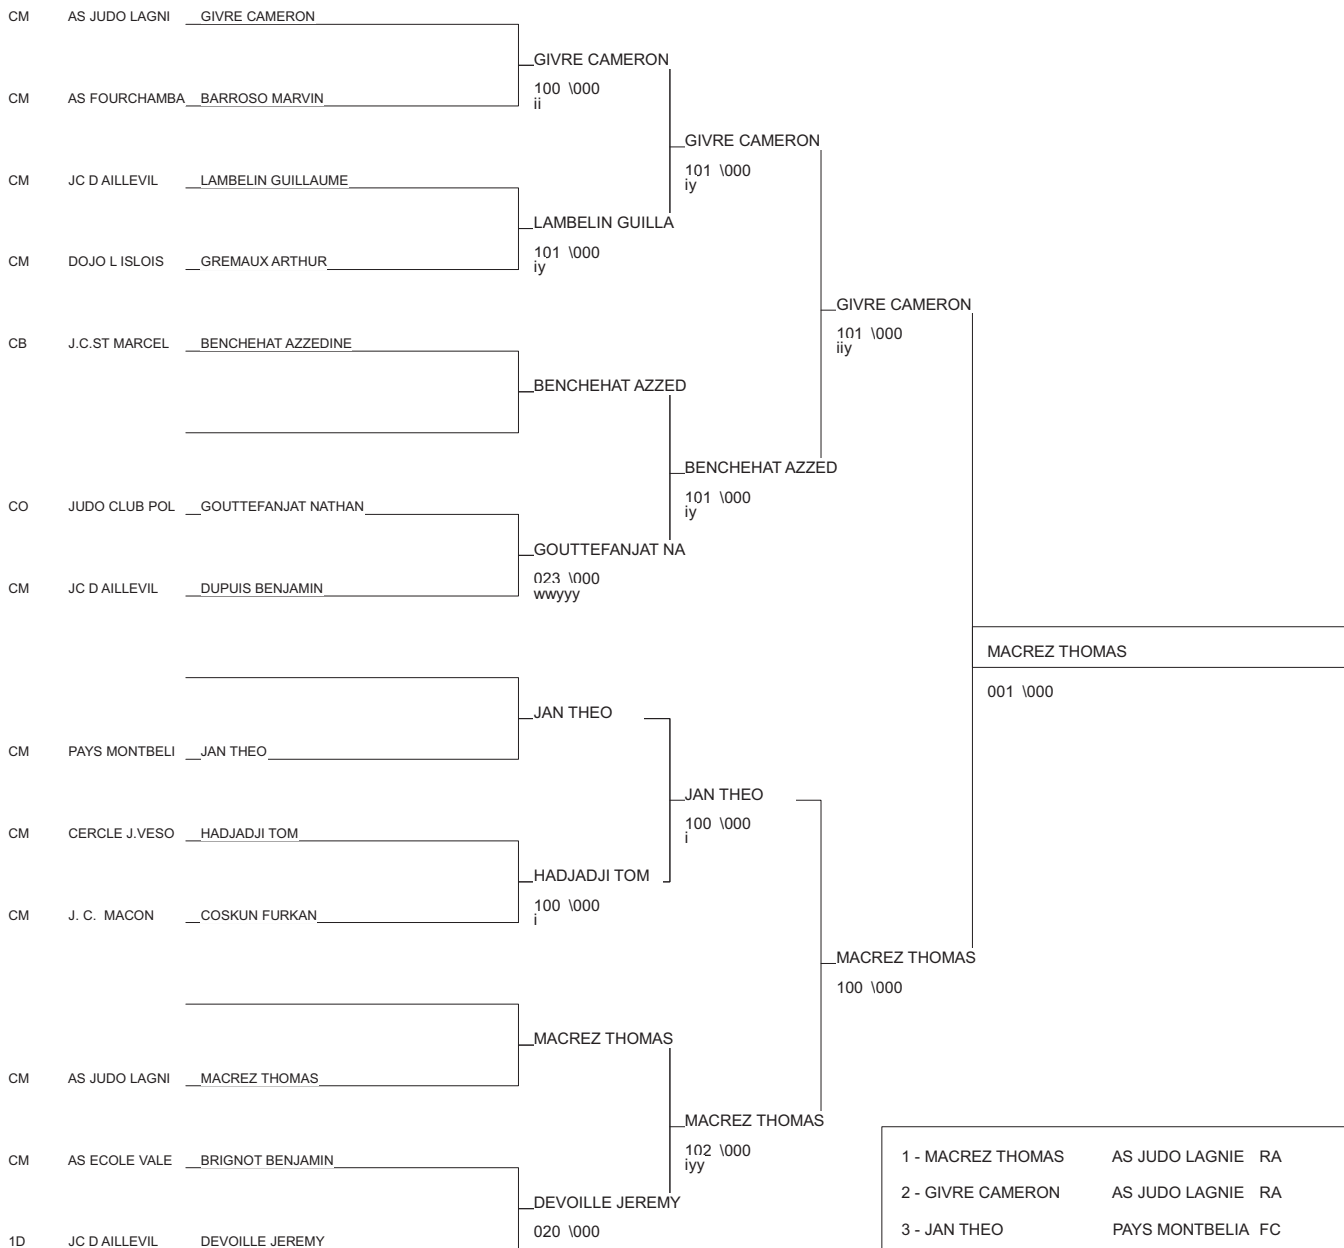 CM AS JUDO LAGNI GIVRE CAMERON
GIVRE CAMERON
100 \000
ii
CM AS FOURCHAMBA BARROSO MARVIN
GIVRE CAMERON
101 \000
iy
CM JC D AILLEVIL LAMBELIN GUILLAUME
LAMBELIN GUILLA
101 \000
iy
CM DOJO L ISLOIS GREMAUX ARTHUR
GIVRE CAMERON
101 \000
iiy
CB J.C.ST MARCEL BENCHEHAT AZZEDINE
BENCHEHAT AZZED
BENCHEHAT AZZED
101 \000
iy
CO JUDO CLUB POL GOUTTEFANJAT NATHAN
GOUTTEFANJAT NA
023 \000
wwyyy
CM JC D AILLEVIL DUPUIS BENJAMIN
MACREZ THOMAS
001 \000
JAN THEO
CM PAYS MONTBELI JAN THEO
JAN THEO
100 \000
i
CM CERCLE J.VESO HADJADJI TOM
HADJADJI TOM
100 \000
i
CM J. C. MACON COSKUN FURKAN
MACREZ THOMAS
100 \000
MACREZ THOMAS
CM AS JUDO LAGNI MACREZ THOMAS
MACREZ THOMAS
102 \000
iyy
CM AS ECOLE VALE BRIGNOT BENJAMIN
DEVOILLE JEREMY
020 \000
1D JC D AILLEVIL DEVOILLE JEREMY
1 - MACREZ THOMAS AS JUDO LAGNIE RA
2 - GIVRE CAMERON AS JUDO LAGNIE RA
3 - JAN THEO PAYS MONTBELIA FC